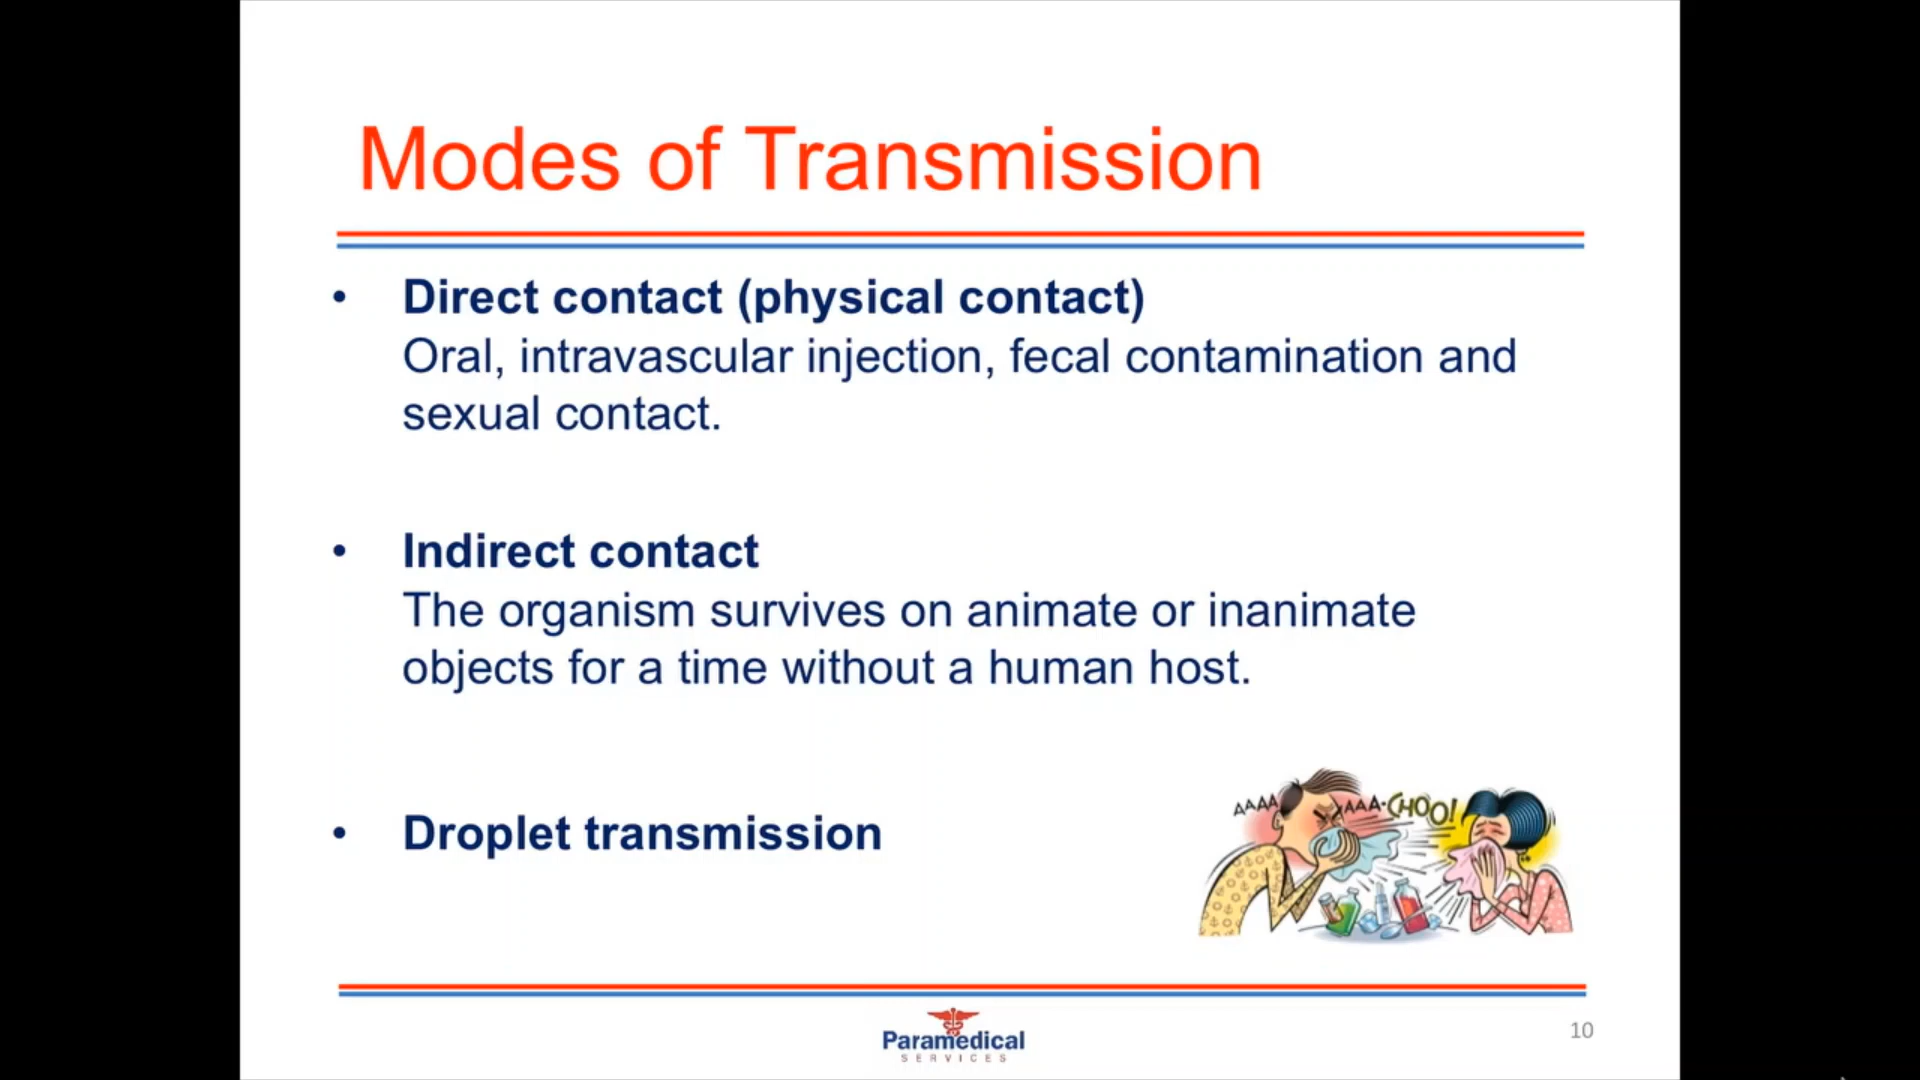 Modes of Transmission
• Direct contact (physical contact)
Oral, intravascular injection, fecal contamination and
sexual contact.
• Indirect contact
The organism survives on animate or inanimate
objects for a time without a human host.
• Droplet transmission
AAAA AAA-CHOO!
Paramedical
SERVICES
10